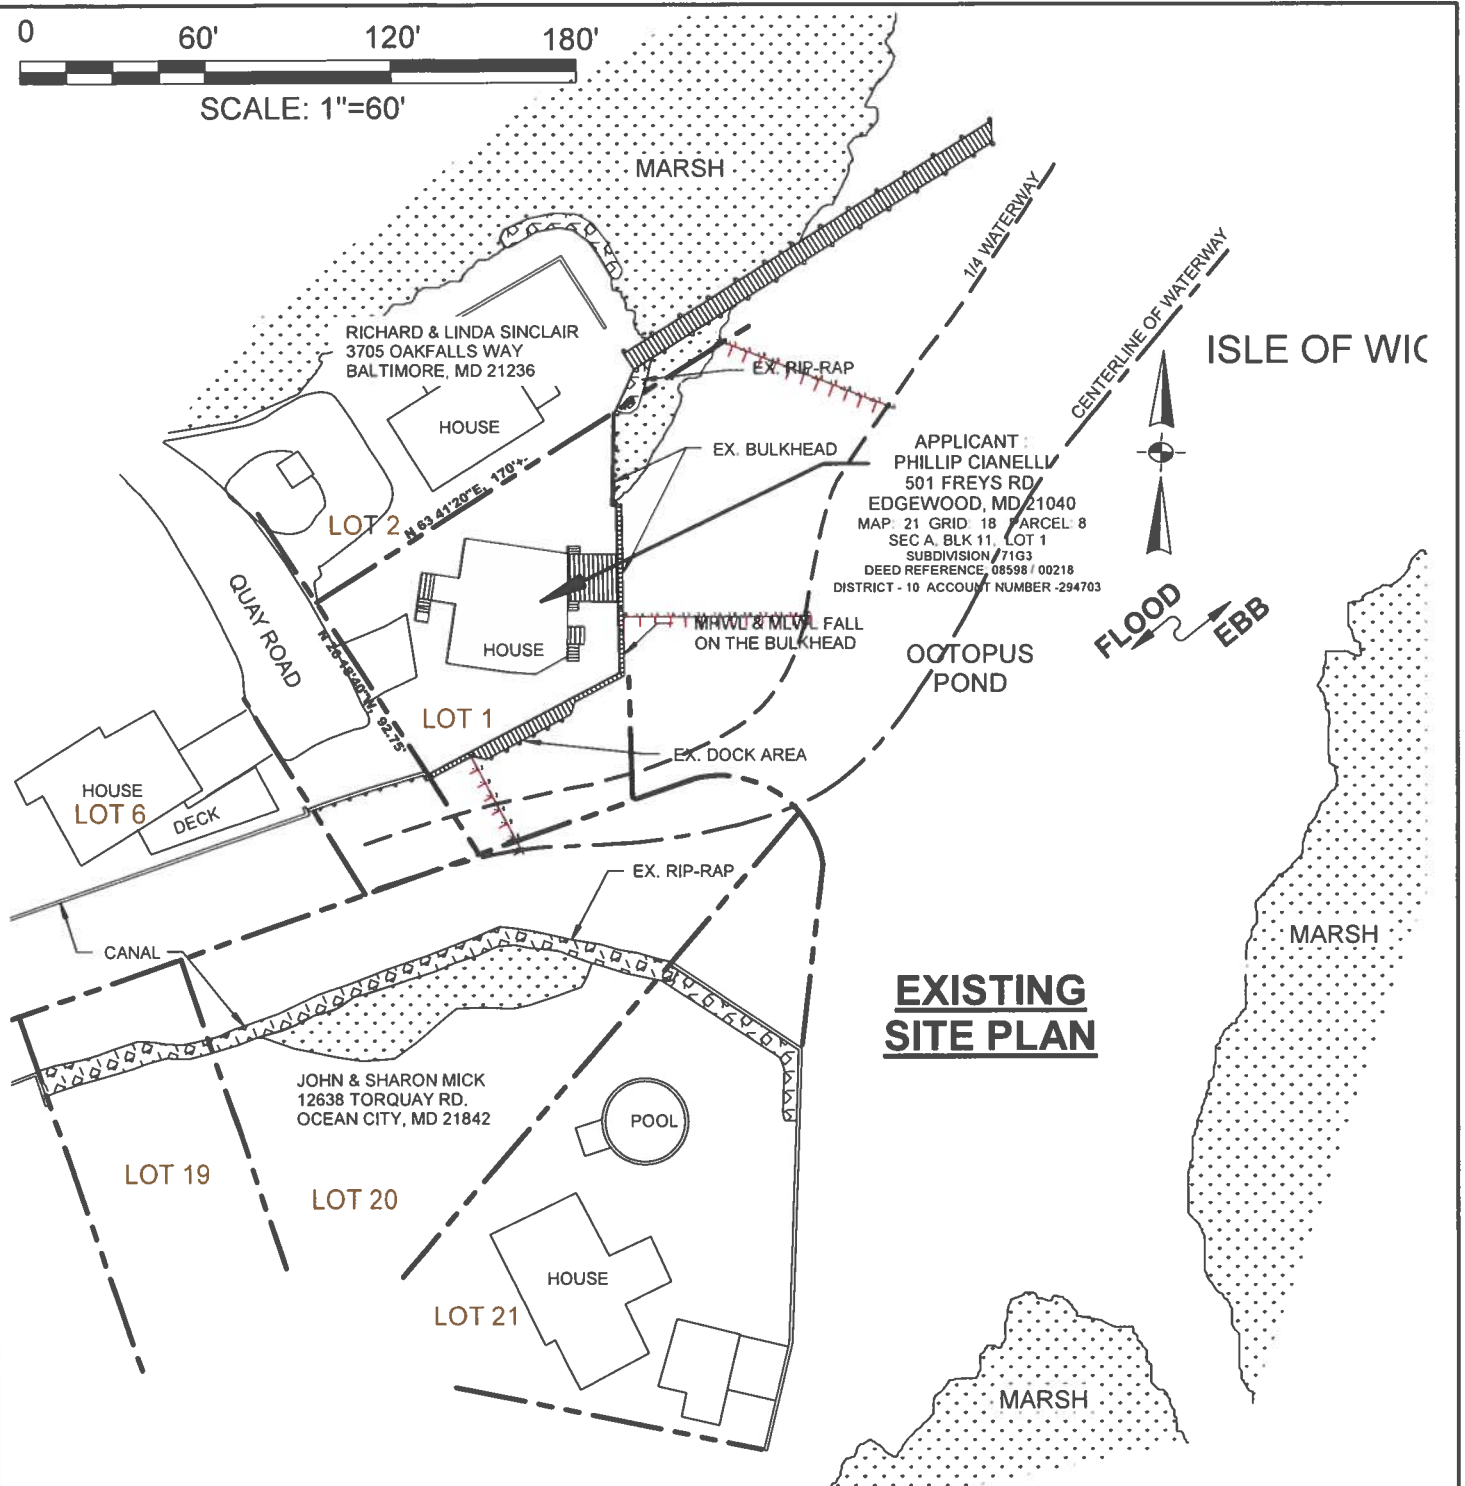 0 60' 120' 180'
SCALE: 1"=60'
MARSH
1/4 WATERWAY
CENTERLINE OF WATERWAY
ISLE OF WIC
RICHARD & LINDA SINCLAIR
3705 OAKFALLS WAY
BALTIMORE, MD 21236
EX. RIP-RAP
HOUSE
EX. BULKHEAD
APPLICANT :
PHILLIP CIANELLI
501 FREYS RD
EDGEWOOD, MD 21040
MAP: 21 GRID: 18 PARCEL: 8
SEC A, BLK 11, LOT 1
SUBDIVISION 71G3
DEED REFERENCE: 08598 / 00218
DISTRICT - 10 ACCOUNT NUMBER -294703
LOT 2
N 63 41'20"E, 170'+-
QUAY ROAD
N 26 18'40"W, 92.75'
HOUSE
MHWL & MLWL FALL
ON THE BULKHEAD
FLOOD
EBB
OCTOPUS
POND
LOT 1
EX. DOCK AREA
HOUSE
LOT 6
DECK
EX. RIP-RAP
CANAL
MARSH
EXISTING
SITE PLAN
JOHN & SHARON MICK
12638 TORQUAY RD.
OCEAN CITY, MD 21842
POOL
LOT 19
LOT 20
HOUSE
LOT 21
MARSH